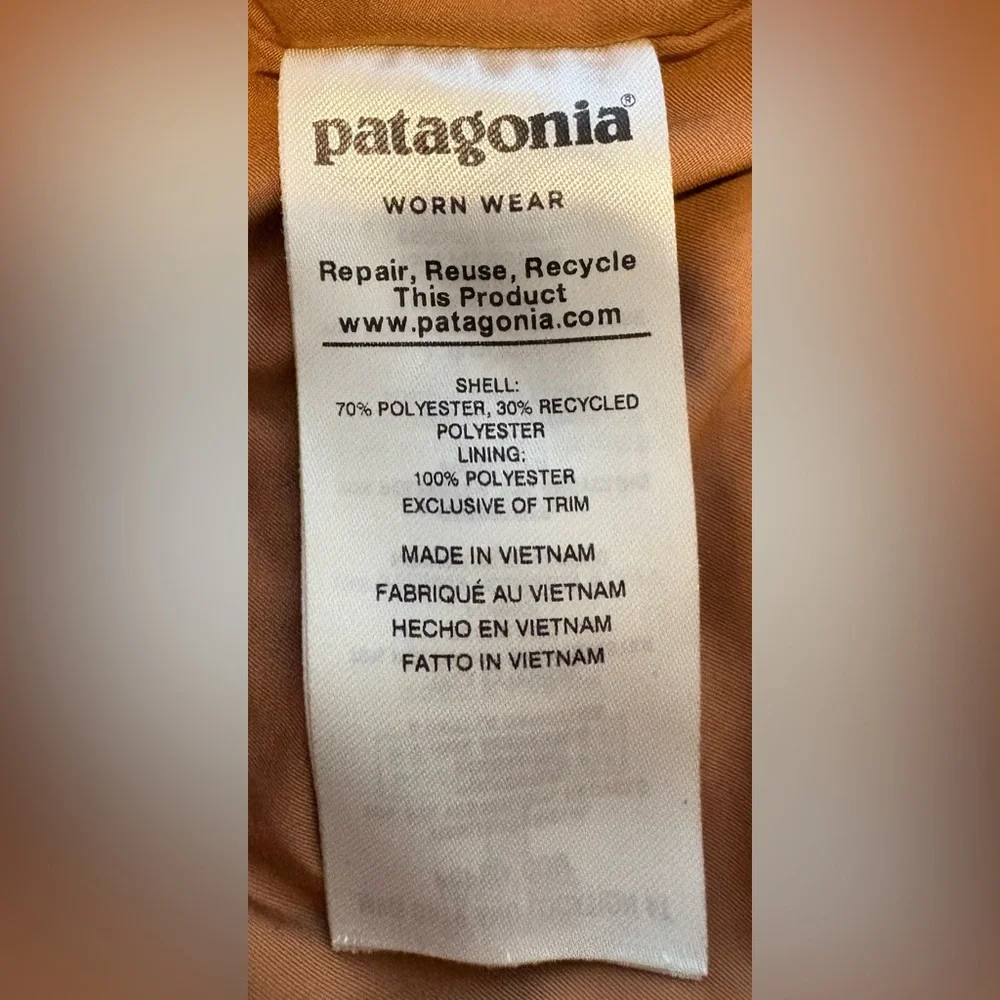 patagonia®
WORN WEAR
Repair, Reuse, Recycle
This Product
www.patagonia.com
SHELL:
70% POLYESTER, 30% RECYCLED
POLYESTER
LINING:
100% POLYESTER
EXCLUSIVE OF TRIM
MADE IN VIETNAM
FABRIQUÉ AU VIETNAM
HECHO EN VIETNAM
FATTO IN VIETNAM